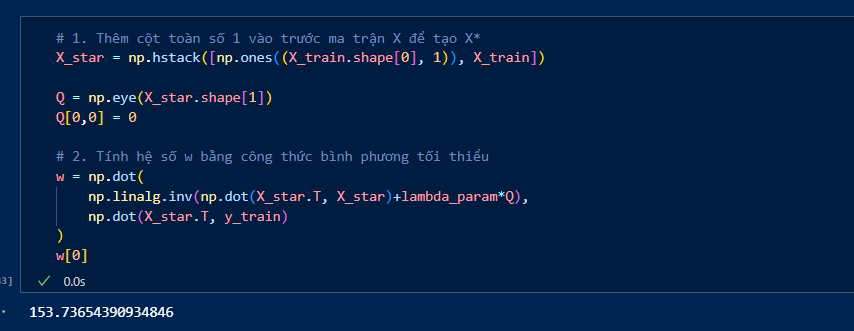 # 1. Thêm cột toàn số 1 vào trước ma trận X để tạo X*
X_star = np.hstack([np.ones((X_train.shape[0], 1)), X_train])
Q = np.eye(X_star.shape[1])
Q[0,0] = 0
# 2. Tính hệ số w bằng công thức bình phương tối thiểu
w = np.dot(
np.linalg.inv(np.dot(X_star.T, X_star)+lambda_param*Q),
np.dot(X_star.T, y_train)
)
w[0]
3] ✓ 0.0s
153.73654390934846